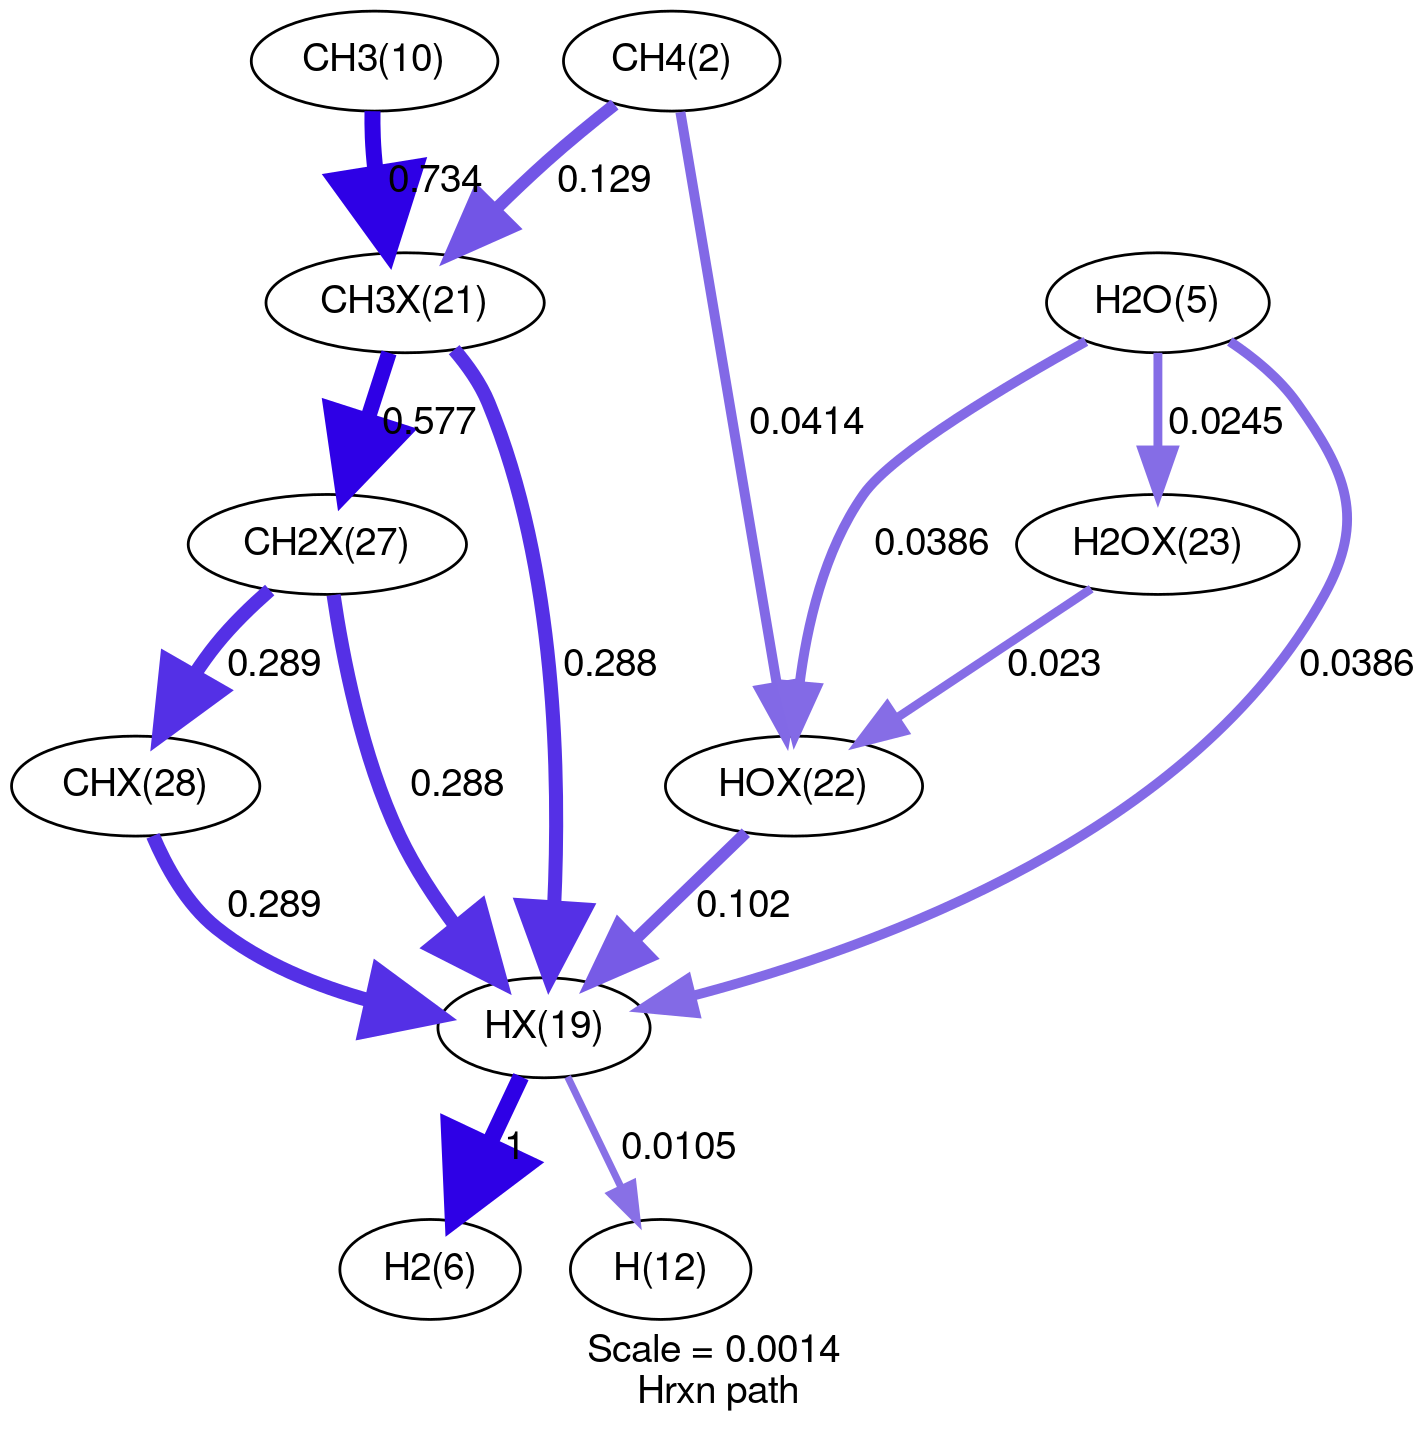 CH3(10)
CH4(2)
0.734
0.129
CH3X(21)
H2O(5)
0.577
0.0414
0.0245
CH2X(27)
0.0386
H2OX(23)
0.289
0.288
0.023
0.0386
CHX(28)
0.288
HOX(22)
0.289
0.102
HX(19)
1
0.0105
H2(6)
H(12)
Scale = 0.0014
Hrxn path